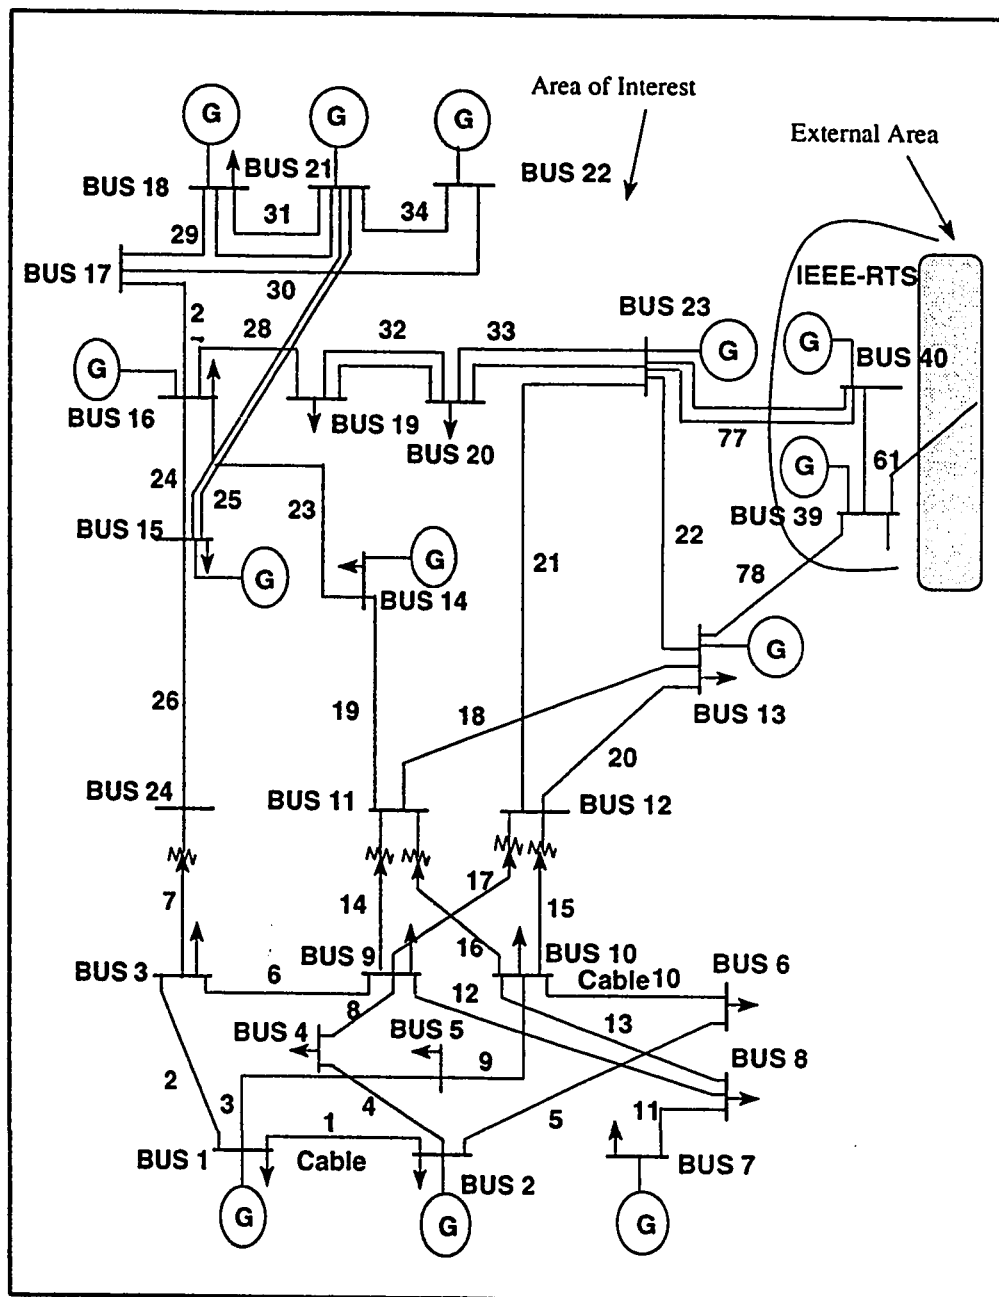 Area of Interest
External Area
G
G
G
BUS 21
BUS 22
BUS 18
31
34
29
BUS 17
IEEE-RTS
30
BUS 23
2
28
32
33
G
G
G
BUS 40
BUS 16
BUS 19
BUS 20
77
G
61
24
25
23
BUS 39
BUS 15
22
21
G
G
78
BUS 14
G
26
19
18
BUS 13
20
BUS 24
BUS 11
BUS 12
17
7
14
15
16
BUS 9
BUS 10
BUS 6
BUS 3
6
Cable 10
12
8
13
BUS 4
BUS 5
BUS 8
9
2
3
4
5
11
1
BUS 1
Cable
BUS 7
BUS 2
G
G
G